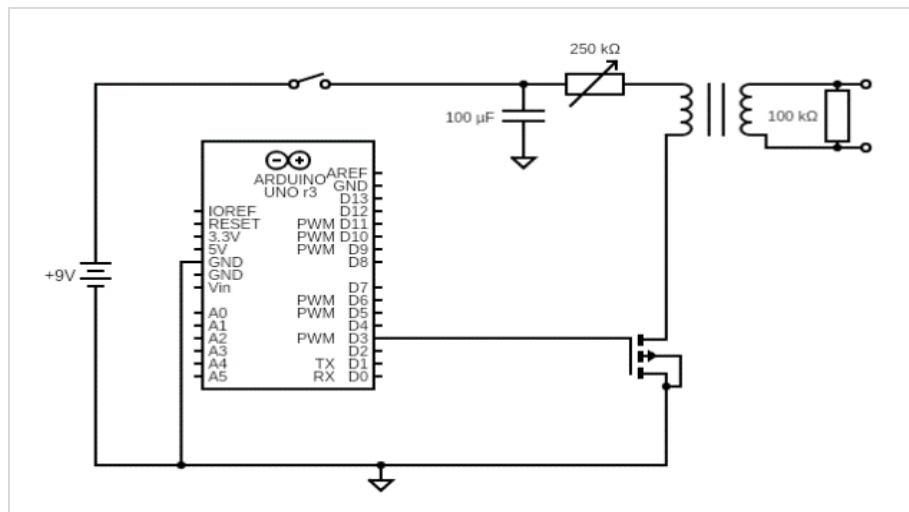 250 kΩ
100 µF
100 kΩ
ARDUINO
UNO r3
AREF
GND
D13
D12
IOREF
PWM D11
RESET
PWM D10
3.3V
PWM D9
5V
D8
GND
GND
D7
Vin
PWM D6
PWM D5
A0
D4
A1
PWM D3
A2
D2
A3
TX D1
A4
RX D0
A5
+9V